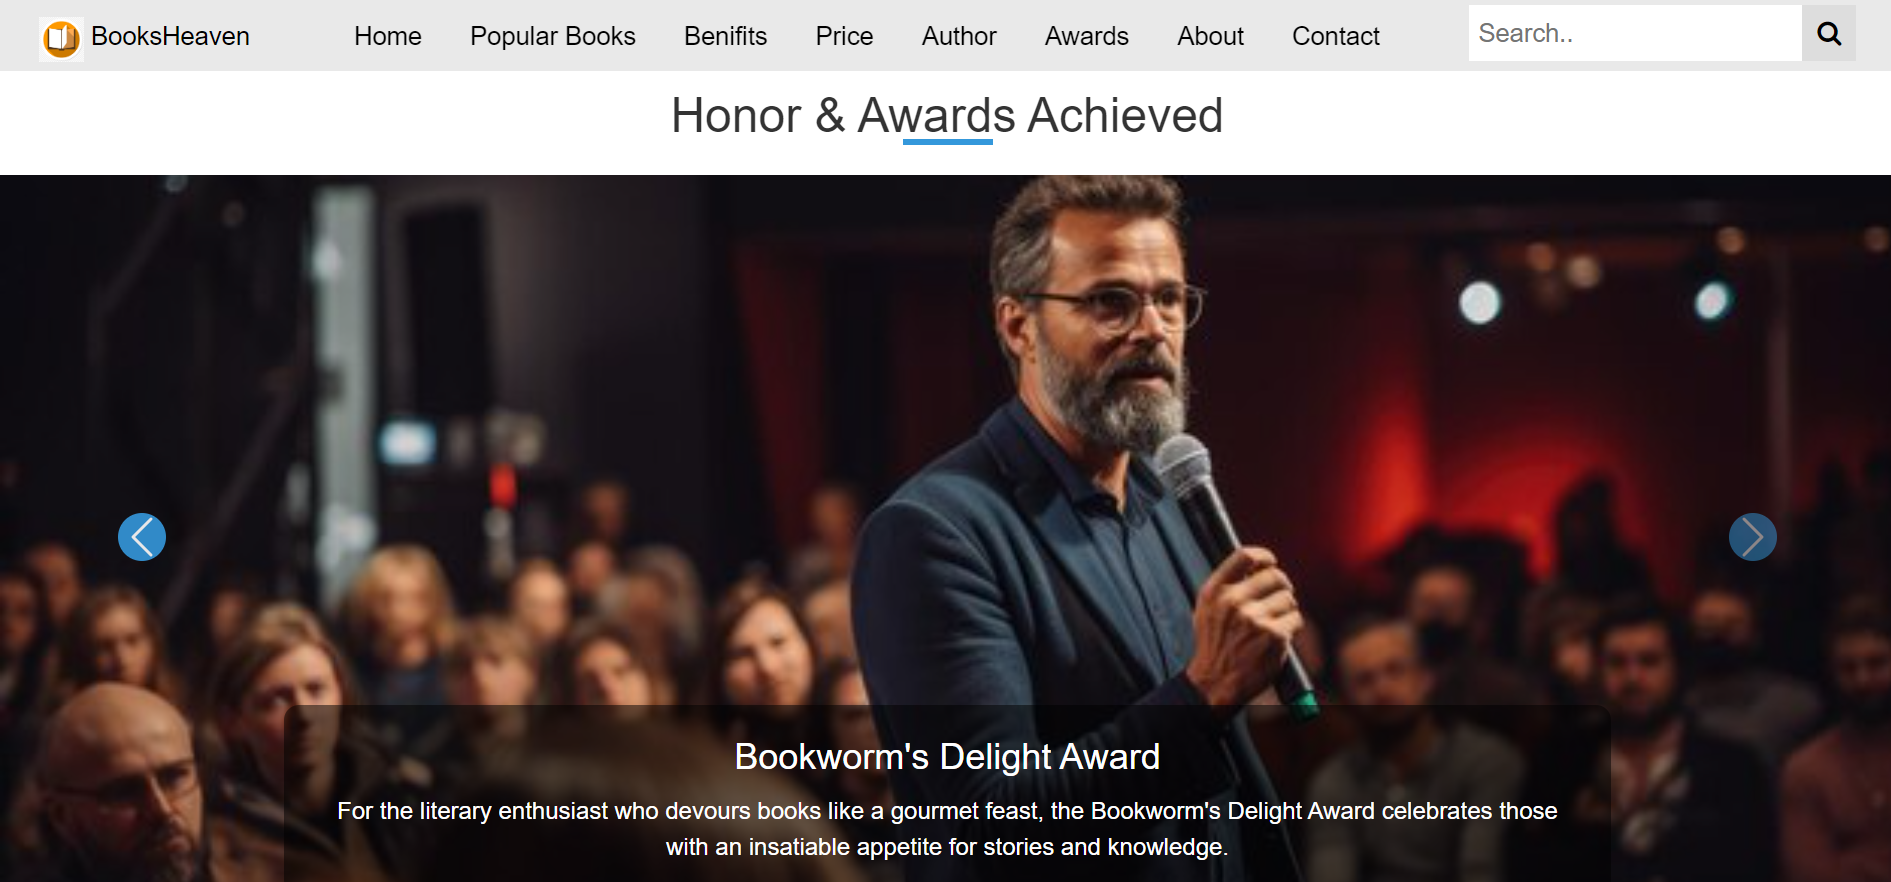 BooksHeaven Home Popular Books Benifits Price Author Awards About Contact Search..
Honor & Awards Achieved
Bookworm's Delight Award
For the literary enthusiast who devours books like a gourmet feast, the Bookworm's Delight Award celebrates those
with an insatiable appetite for stories and knowledge.